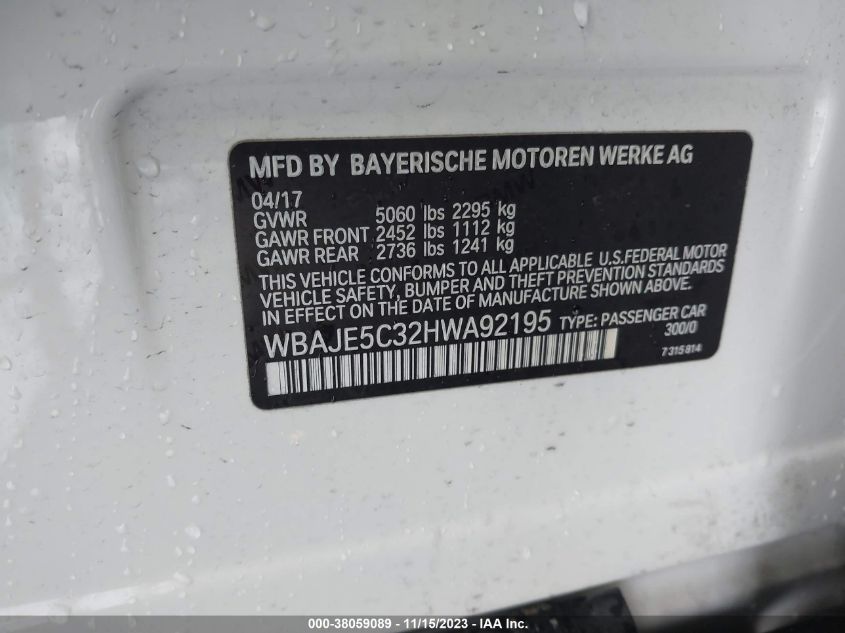 MFD BY BAYERISCHE MOTOREN WERKE AG
04/17
GVWR 5060 lbs 2295 kg
GAWR FRONT 2452 lbs 1112 kg
GAWR REAR 2736 lbs 1241 kg
THIS VEHICLE CONFORMS TO ALL APPLICABLE U.S.FEDERAL MOTOR
VEHICLE SAFETY, BUMPER AND THEFT PREVENTION STANDARDS
IN EFFECT ON THE DATE OF MANUFACTURE SHOWN ABOVE.
WBAJE5C32HWA92195 TYPE: PASSENGER CAR
300/0
7315814
000-38059089 - 11/15/2023 - IAA Inc.